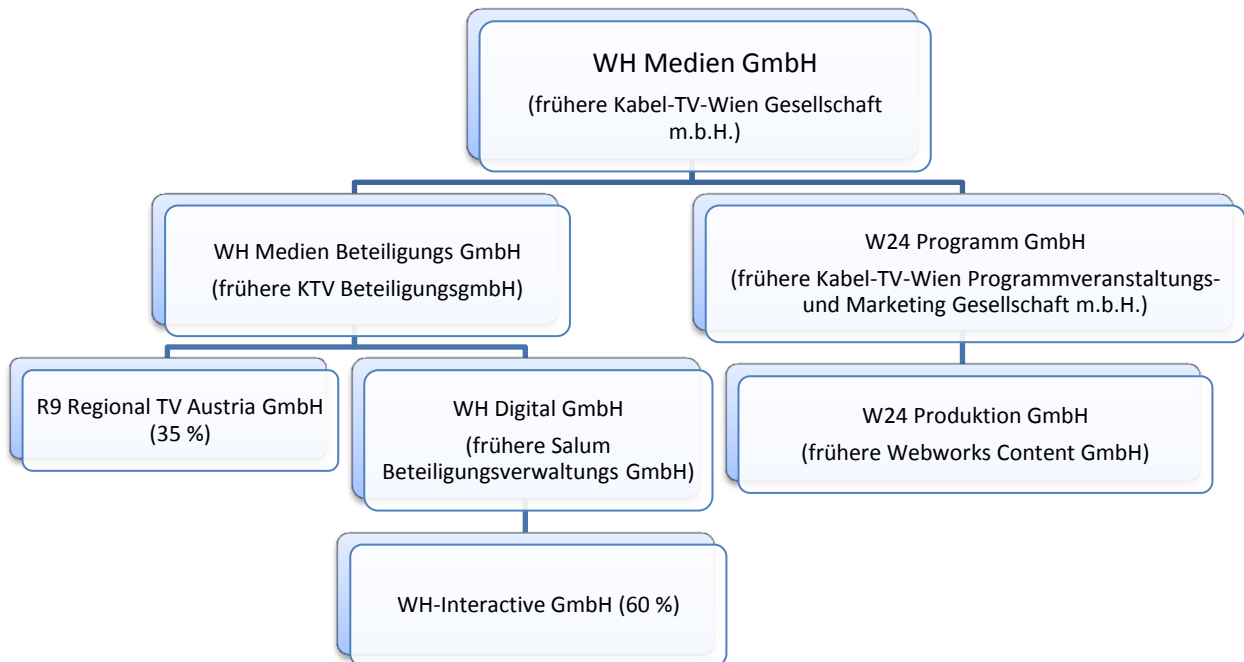 WH Medien GmbH
(frühere Kabel-TV-Wien Gesellschaft
m.b.H.)
WH Medien Beteiligungs GmbH
(frühere KTV BeteiligungsgmbH)
W24 Programm GmbH
(frühere Kabel-TV-Wien Programmveranstaltungs-
und Marketing Gesellschaft m.b.H.)
R9 Regional TV Austria GmbH
(35 %)
WH Digital GmbH
(frühere Salum
Beteiligungsverwaltungs GmbH)
W24 Produktion GmbH
(frühere Webworks Content GmbH)
WH-Interactive GmbH (60 %)